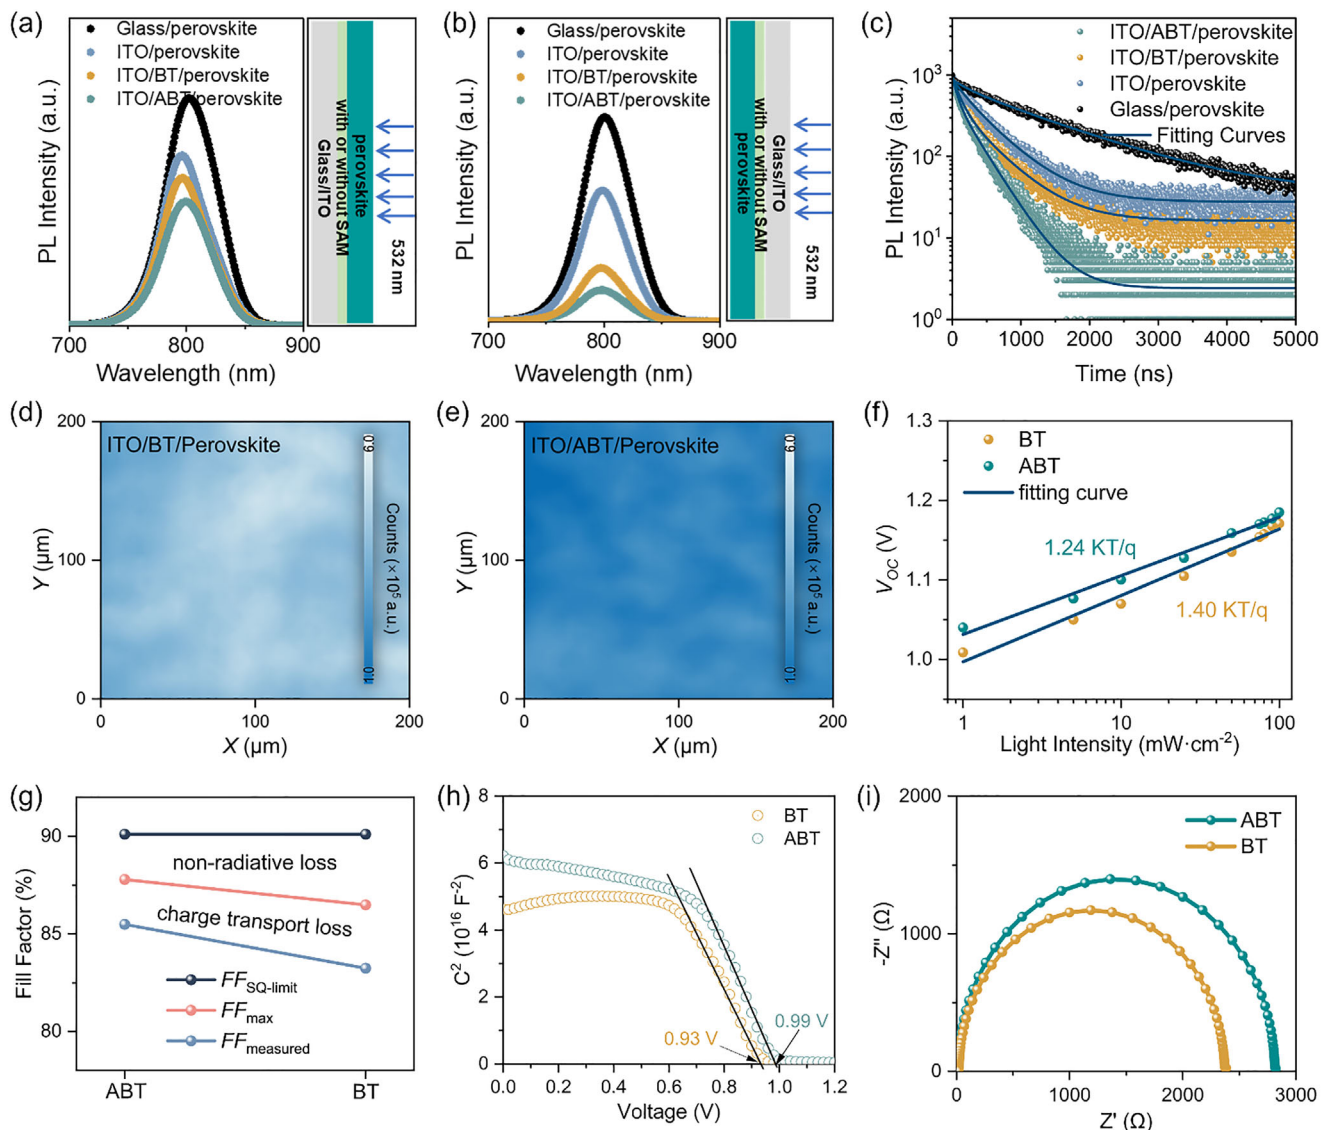 (a)
Glass/perovskite
ITO/perovskite
ITO/BT/perovskite
ITO/ABT/perovskite
PL Intensity (a.u.)
700
800
900
Wavelength (nm)
Glass/ITO
with or without SAM
perovskite
532 nm
(b)
Glass/perovskite
ITO/perovskite
ITO/BT/perovskite
ITO/ABT/perovskite
PL Intensity (a.u.)
700
800
900
Wavelength (nm)
perovskite
with or without SAM
Glass/ITO
532 nm
(c)
ITO/ABT/perovskite
ITO/BT/perovskite
ITO/perovskite
Glass/perovskite
Fitting Curves
PL Intensity (a.u.)
10³
10²
10¹
10⁰
0
1000
2000
3000
4000
5000
Time (ns)
(d)
ITO/BT/Perovskite
6.0
Counts (×10⁵ a.u.)
1.0
Y (µm)
200
100
0
0
100
200
X (µm)
(e)
ITO/ABT/Perovskite
6.0
Counts (×10⁵ a.u.)
1.0
Y (µm)
200
100
0
0
100
200
X (µm)
(f)
BT
ABT
fitting curve
1.24 KT/q
1.40 KT/q
V_OC (V)
1.3
1.2
1.1
1.0
1
10
100
Light Intensity (mW·cm⁻²)
(g)
non-radiative loss
charge transport loss
FF_SQ-limit
FF_max
FF_measured
Fill Factor (%)
90
85
80
ABT
BT
(h)
BT
ABT
0.93 V
0.99 V
C² (10¹⁶ F⁻²)
8
6
4
2
0
0.0
0.2
0.4
0.6
0.8
1.0
1.2
Voltage (V)
(i)
ABT
BT
-Z'' (Ω)
2000
1000
0
0
1000
2000
3000
Z' (Ω)